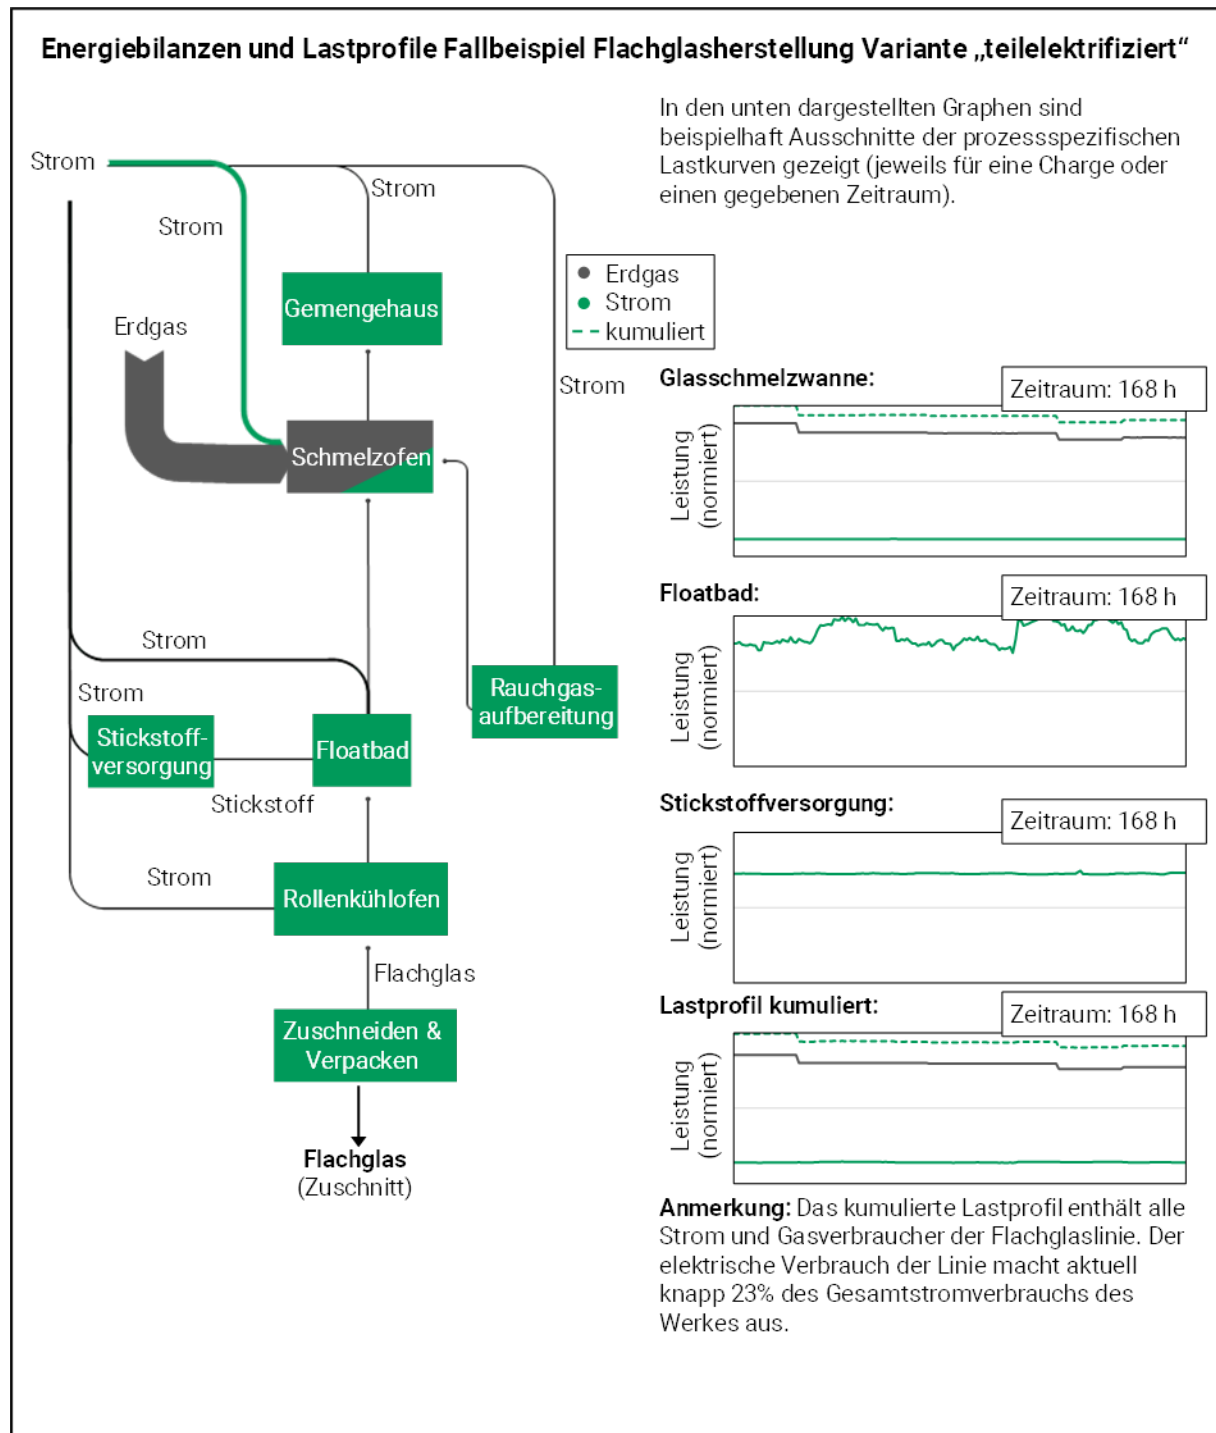 Energiebilanzen und Lastprofile Fallbeispiel Flachglasherstellung Variante „teilelektrifiziert“
In den unten dargestellten Graphen sind
beispielhaft Ausschnitte der prozessspezifischen
Lastkurven gezeigt (jeweils für eine Charge oder
einen gegebenen Zeitraum).
Strom
Strom
Strom
Erdgas
Strom
kumuliert
Gemengehaus
Erdgas
Strom
Schmelzofen
Strom
Strom
Rauchgas-
aufbereitung
Stickstoff-
versorgung
Floatbad
Stickstoff
Strom
Rollenkühlofen
Flachglas
Zuschneiden &
Verpacken
Flachglas
(Zuschnitt)
Glasschmelzwanne:
Zeitraum: 168 h
Leistung
(normiert)
Floatbad:
Zeitraum: 168 h
Leistung
(normiert)
Stickstoffversorgung:
Zeitraum: 168 h
Leistung
(normiert)
Lastprofil kumuliert:
Zeitraum: 168 h
Leistung
(normiert)
Anmerkung: Das kumulierte Lastprofil enthält alle
Strom und Gasverbraucher der Flachglaslinie. Der
elektrische Verbrauch der Linie macht aktuell
knapp 23% des Gesamtstromverbrauchs des
Werkes aus.